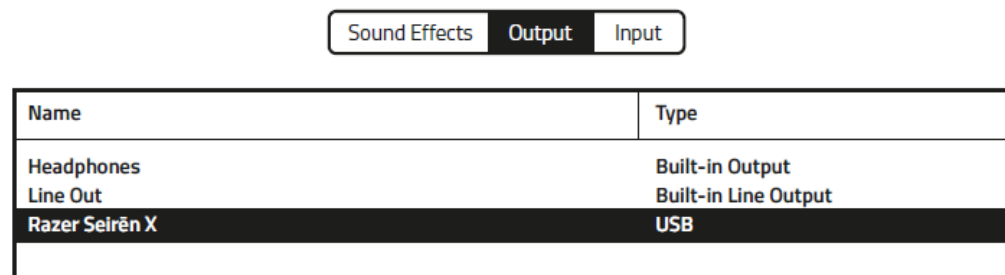 Sound Effects Output Input
Name Type
Headphones Built-in Output
Line Out Built-in Line Output
Razer Seirēn X USB